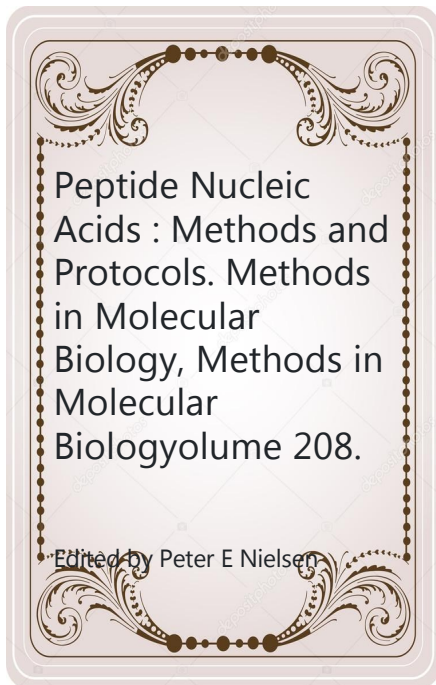 Peptide Nucleic
Acids : Methods and
Protocols. Methods
in Molecular
Biology, Methods in
Molecular
Biologyolume 208.
Edited by Peter E Nielsen